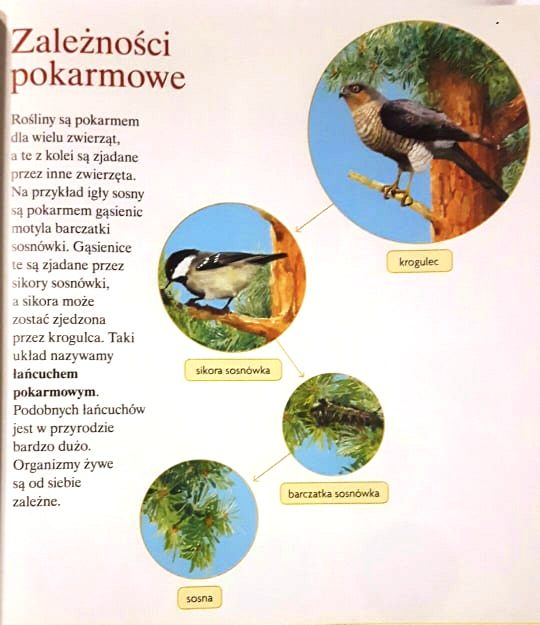 Zależności
pokarmowe
Rośliny są pokarmem
dla wielu zwierząt,
a te z kolei są zjadane
przez inne zwierzęta.
Na przykład igły sosny
są pokarmem gąsienic
motyla barczatki
sosnówki. Gąsienice
te są zjadane przez
sikory sosnówki,
a sikora może
zostać zjedzona
przez krogulca. Taki
układ nazywamy
łańcuchem
pokarmowym.
Podobnych łańcuchów
jest w przyrodzie
bardzo dużo.
Organizmy żywe
są od siebie
zależne.
krogulec
sikora sosnówka
barczatka sosnówka
sosna